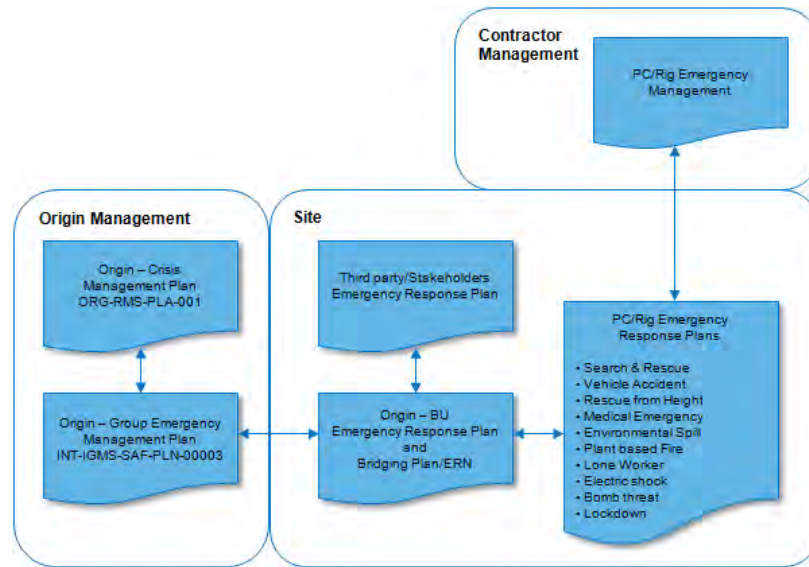 Contractor
Management
PC/Rig Emergency
Management
Origin Management
Origin – Crisis
Management Plan
ORG-RMS-PLA-001
Origin – Group Emergency
Management Plan
INT-IGMS-SAF-PLN-00003
Site
Third party/Stakeholders
Emergency Response Plan
Origin – BU
Emergency Response Plan
and
Bridging Plan/ERN
PC/Rig Emergency
Response Plans
• Search & Rescue
• Vehicle Accident
• Rescue from Height
• Medical Emergency
• Environmental Spill
• Plant based Fire
• Lone Worker
• Electric shock
• Bomb threat
• Lockdown